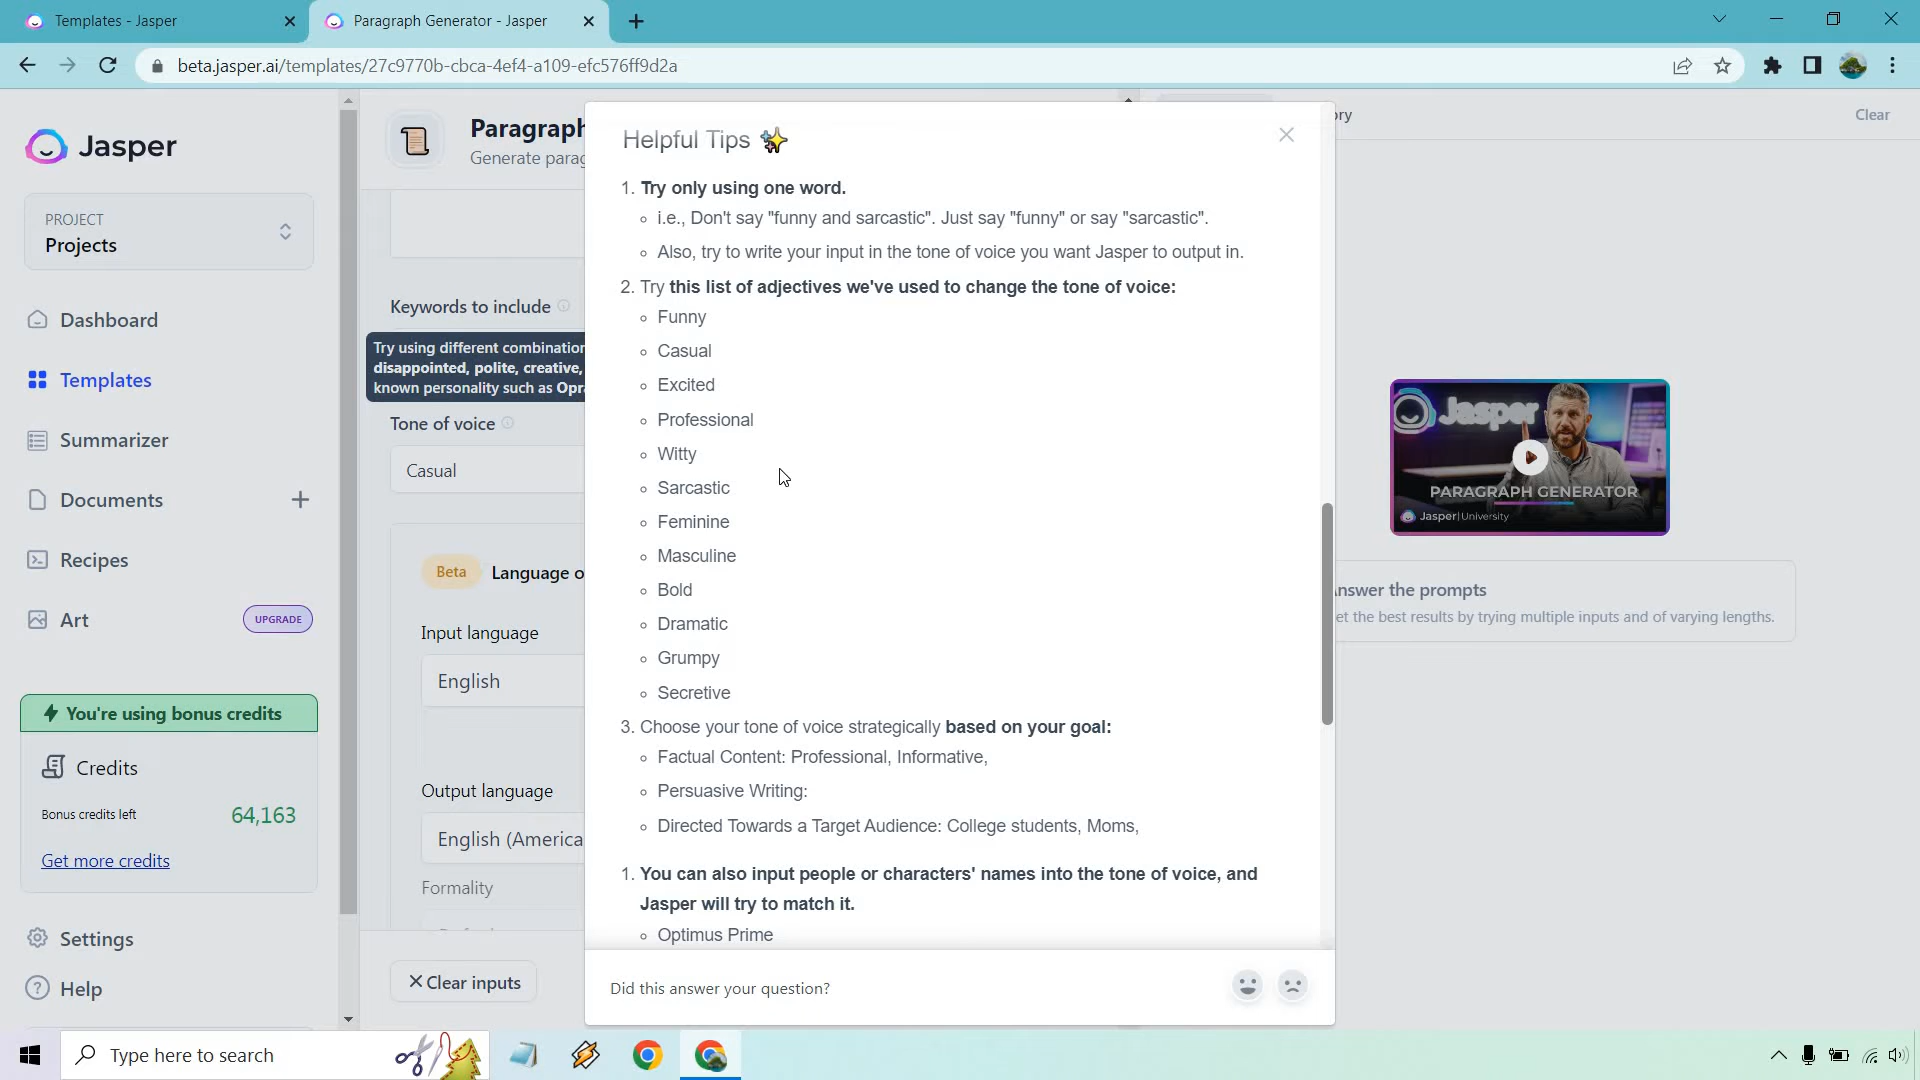 Templates - Jasper
Paragraph Generator - Jasper
beta.jasper.ai/templates/27c9770b-cbca-4ef4-a109-efc576ff9d2a
Jasper
PROJECT
Projects
Dashboard
Templates
Summarizer
Documents
Recipes
Art
UPGRADE
You're using bonus credits
Credits
Bonus credits left
64,163
Get more credits
Settings
Help
Paragraph
Generate parag
Keywords to include
Try using different combination
disappointed, polite, creative,
known personality such as Opra
Tone of voice
Casual
Beta
Language o
Input language
English
Output language
English (America
Formality
Clear inputs
Helpful Tips
1. Try only using one word.
i.e., Don't say "funny and sarcastic". Just say "funny" or say "sarcastic".
Also, try to write your input in the tone of voice you want Jasper to output in.
2. Try this list of adjectives we've used to change the tone of voice:
Funny
Casual
Excited
Professional
Witty
Sarcastic
Feminine
Masculine
Bold
Dramatic
Grumpy
Secretive
3. Choose your tone of voice strategically based on your goal:
Factual Content: Professional, Informative,
Persuasive Writing:
Directed Towards a Target Audience: College students, Moms,
1. You can also input people or characters' names into the tone of voice, and
Jasper will try to match it.
Optimus Prime
Did this answer your question?
ory
Clear
Jasper
PARAGRAPH GENERATOR
Jasper|University
nswer the prompts
et the best results by trying multiple inputs and of varying lengths.
Type here to search